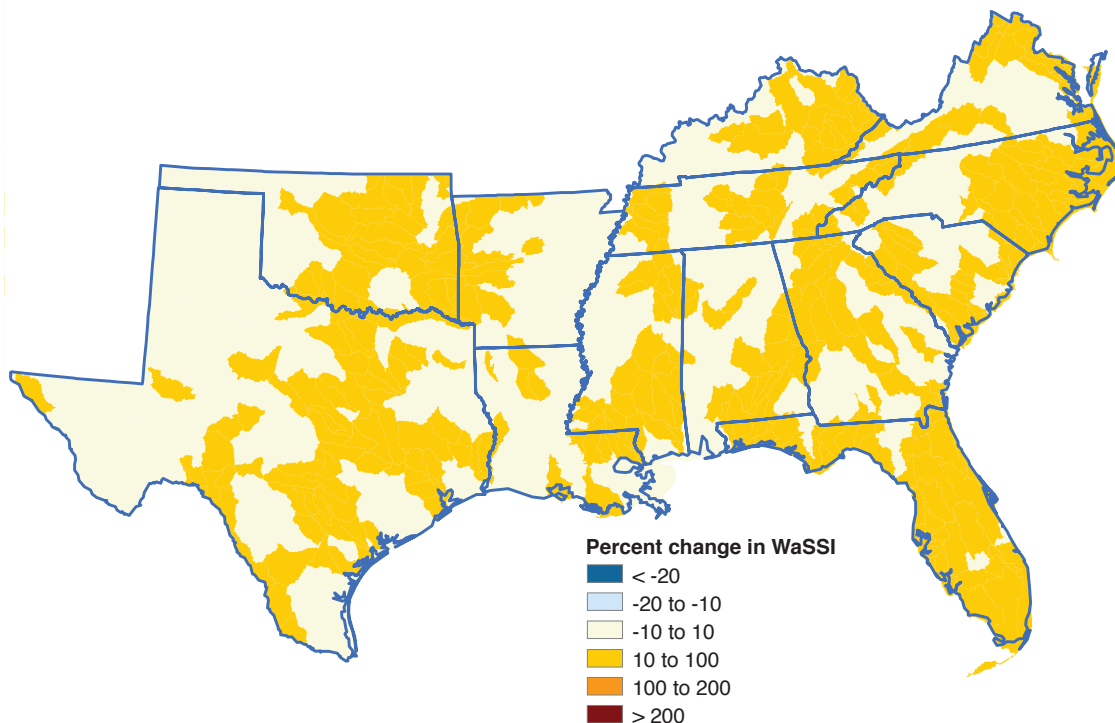 Percent change in WaSSI
< -20
-20 to -10
-10 to 10
10 to 100
100 to 200
> 200